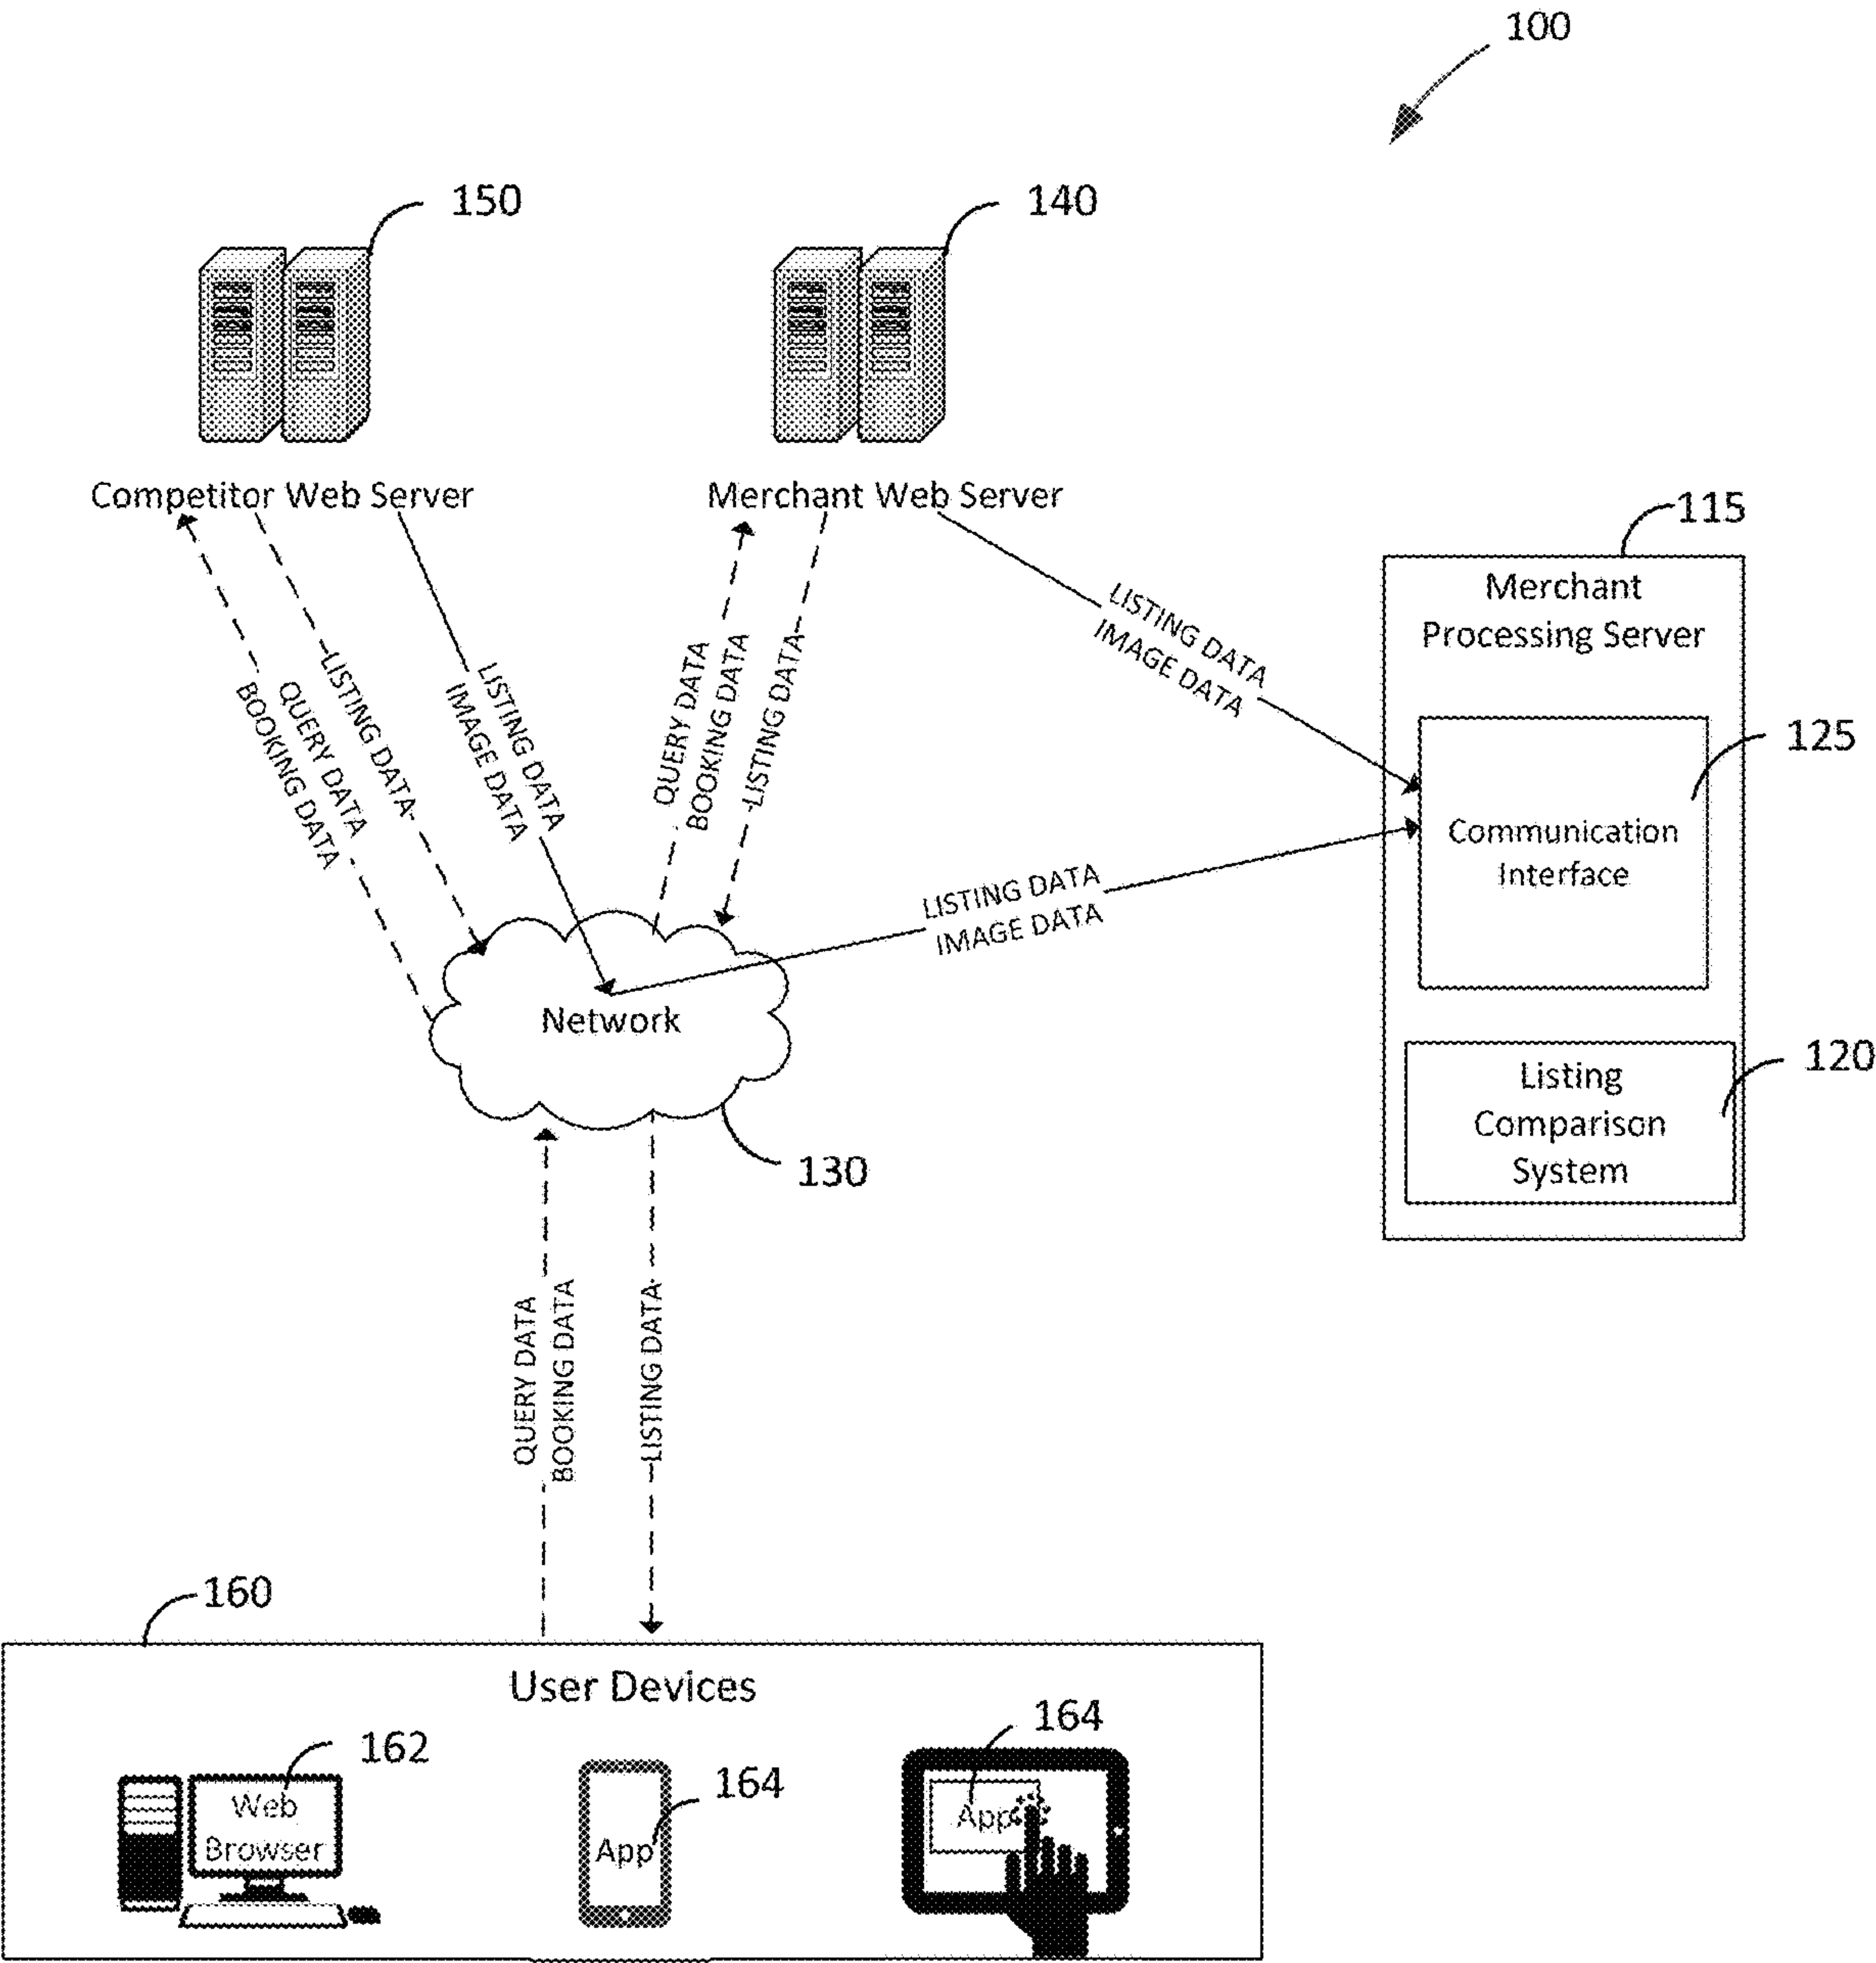 100
150
140
Competitor Web Server
Merchant Web Server
115
Merchant
Processing Server
LISTING DATA
IMAGE DATA
125
Communication
Interface
LISTING DATA
QUERY DATA
BOOKING DATA
LISTING DATA
IMAGE DATA
QUERY DATA
BOOKING DATA
LISTING DATA
LISTING DATA
IMAGE DATA
Network
130
120
Listing
Comparison
System
QUERY DATA
BOOKING DATA
LISTING DATA
160
User Devices
162
Web
Browser
164
App
164
App